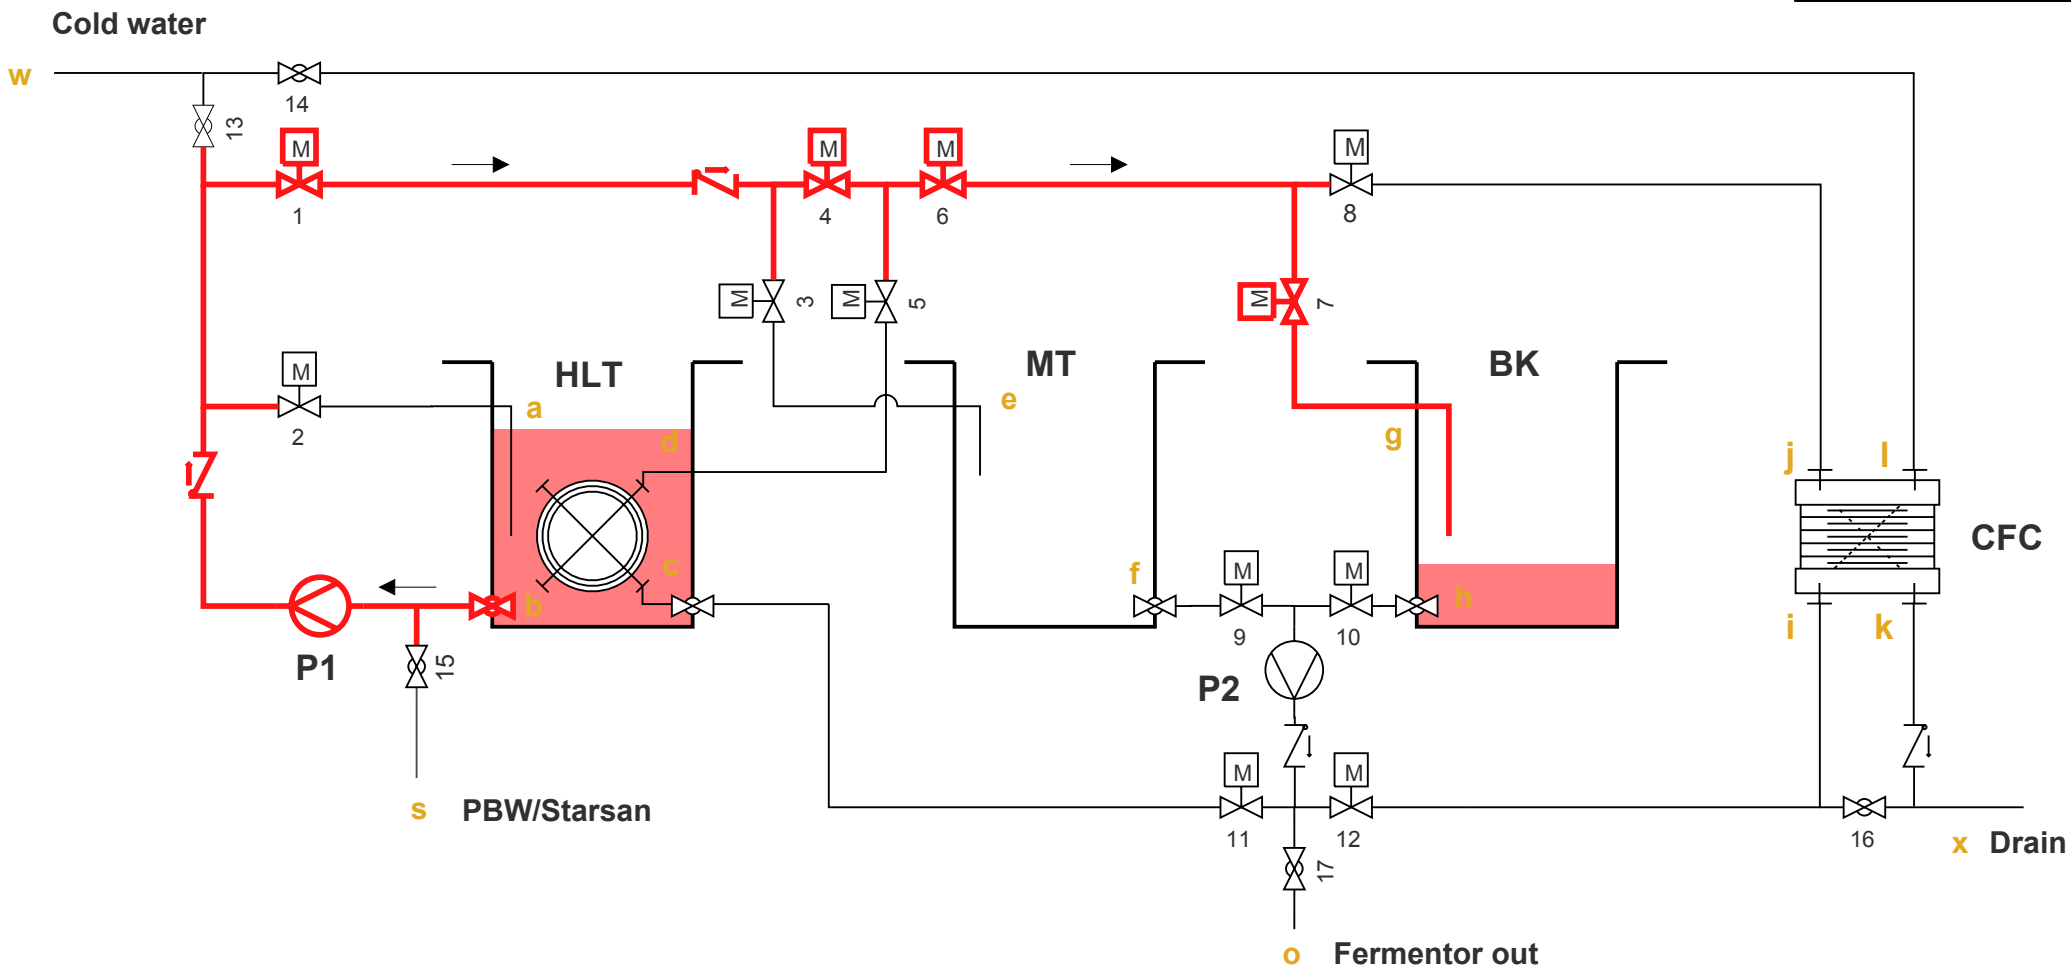 Cold water
w
14
13
M
M
M
M
1
4
6
8
M
3
M
5
M
7
M
HLT
MT
BK
a
e
2
d
g
j
l
c
f
M
M
CFC
b
h
9
10
i
k
P1
15
P2
M
M
s
PBW/Starsan
11
12
16
x
Drain
17
o
Fermentor out